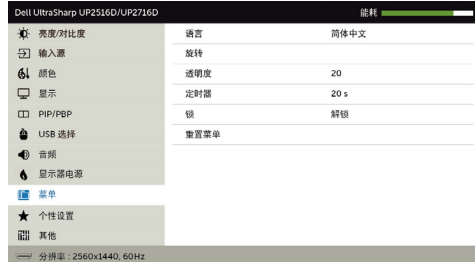 Dell UltraSharp UP2516D/UP2716D 能耗
亮度/对比度 语言 简体中文
输入源 旋转
颜色 透明度 20
显示 定时器 20 s
PIP/PBP 锁 解锁
USB 选择 重置菜单
音频
显示器电源
菜单
个性设置
其他
分辨率 : 2560x1440, 60Hz